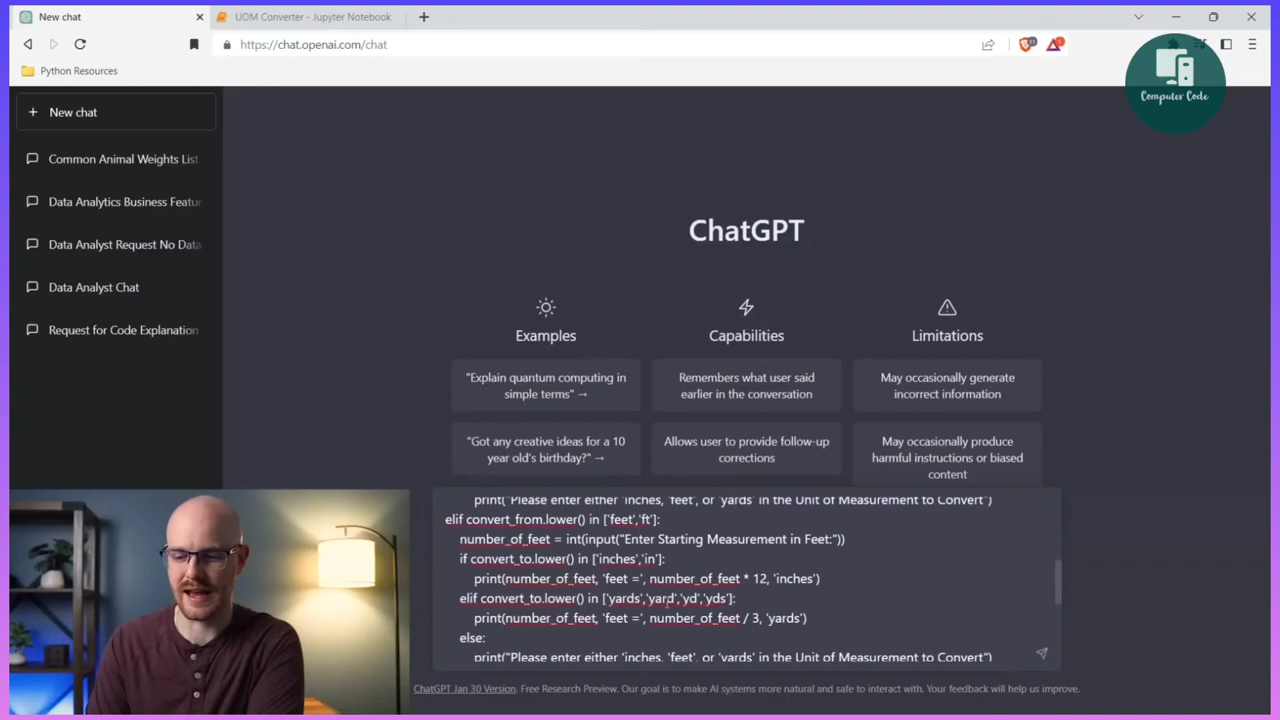 New chat
UOM Converter - Jupyter Notebook
https://chat.openai.com/chat
Python Resources
Computer Code
New chat
Common Animal Weights List
Data Analytics Business Featur
Data Analyst Request No Data
Data Analyst Chat
Request for Code Explanation
ChatGPT
Examples
Capabilities
Limitations
"Explain quantum computing in
simple terms" →
Remembers what user said
earlier in the conversation
May occasionally generate
incorrect information
"Got any creative ideas for a 10
year old's birthday?" →
Allows user to provide follow-up
corrections
May occasionally produce
harmful instructions or biased
content
print("Please enter either 'inches, 'feet', or 'yards' in the Unit of Measurement to Convert")
elif convert_from.lower() in ['feet','ft']:
number_of_feet = int(input("Enter Starting Measurement in Feet:"))
if convert_to.lower() in ['inches','in']:
print(number_of_feet, 'feet =', number_of_feet * 12, 'inches')
elif convert_to.lower() in ['yards','yard','yd','yds']:
print(number_of_feet, 'feet =', number_of_feet / 3, 'yards')
else:
print("Please enter either 'inches, 'feet', or 'yards' in the Unit of Measurement to Convert")
ChatGPT Jan 30 Version. Free Research Preview. Our goal is to make AI systems more natural and safe to interact with. Your feedback will help us improve.